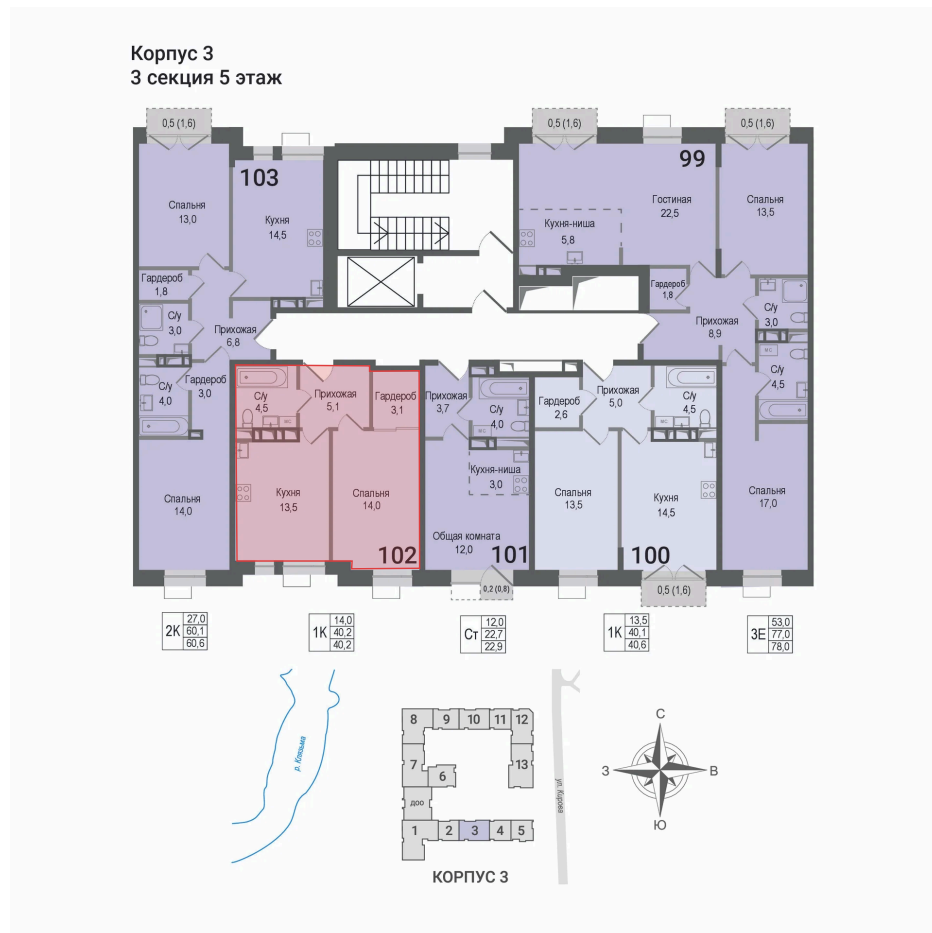 Корпус 3
3 секция 5 этаж
0,5 (1,6)
0,5 (1,6)
0,5 (1,6)
103
99
Спальня
13,0
Кухня
14,5
Гостиная
22,5
Спальня
13,5
Кухня-ниша
5,8
Гардероб
1,8
Гардероб
1,8
С/у
3,0
Прихожая
6,8
Прихожая
8,9
С/у
3,0
С/у
4,0
Гардероб
3,0
С/у
4,5
Прихожая
5,1
Гардероб
3,1
Прихожая
3,7
С/у
4,0
Гардероб
2,6
Прихожая
5,0
С/у
4,5
С/у
4,5
Спальня
14,0
Кухня
13,5
Спальня
14,0
Кухня-ниша
3,0
Общая комната
12,0
Спальня
13,5
Кухня
14,5
Спальня
17,0
102
101
100
0,2 (0,8)
0,5 (1,6)
2К
27,0
60,1
60,6
1К
14,0
40,2
40,2
Ст
12,0
22,7
22,9
1К
13,5
40,1
40,6
3Е
53,0
77,0
78,0
р. Клязьма
8
9
10
11
12
7
6
13
ДОО
1
2
3
4
5
КОРПУС 3
ул. Кирова
С
З
В
Ю